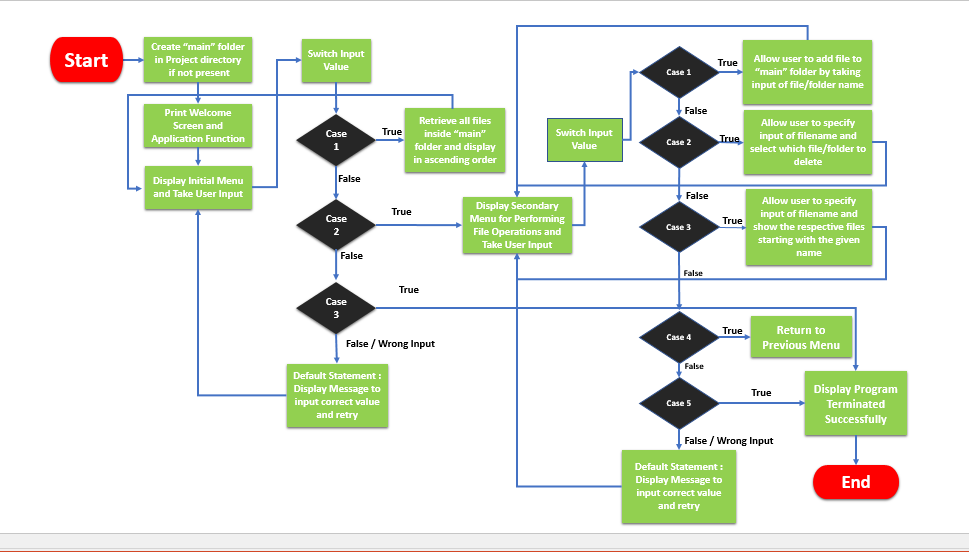 Start
Create “main” folder
in Project directory
if not present
Print Welcome
Screen and
Application Function
Display Initial Menu
and Take User Input
Switch Input
Value
Case
1
True
Retrieve all files
inside “main”
folder and display
in ascending order
False
Case
2
True
False
Case
3
True
False / Wrong Input
Default Statement :
Display Message to
input correct value
and retry
Display Secondary
Menu for Performing
File Operations and
Take User Input
Switch Input
Value
Case 1
True
Allow user to add file to
“main” folder by taking
input of file/folder name
False
Case 2
True
Allow user to specify
input of filename and
select which file/folder to
delete
False
Case 3
True
Allow user to specify
input of filename and
show the respective files
starting with the given
name
False
Case 4
True
Return to
Previous Menu
False
Case 5
True
Display Program
Terminated
Successfully
False / Wrong Input
Default Statement :
Display Message to
input correct value
and retry
End